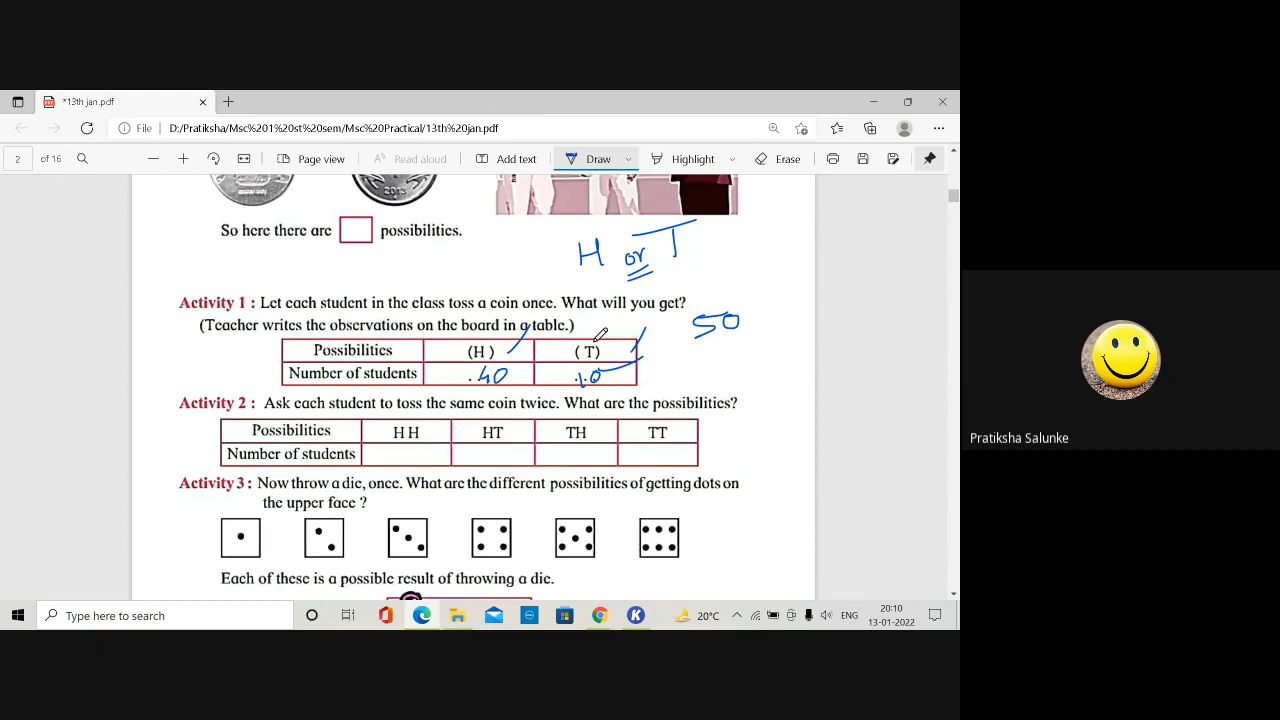 *13th jan.pdf
File D:/Pratiksha/Msc%201%20st%20sem/Msc%20Practical/13th%20jan.pdf
2 of 16 Page view Read aloud Add text Draw Highlight Erase
2013
So here there are possibilities.
H or T
Activity 1 : Let each student in the class toss a coin once. What will you get?
(Teacher writes the observations on the board in a table.)
50
Possibilities (H ) ( T)
Number of students 40 10
Activity 2 : Ask each student to toss the same coin twice. What are the possibilities?
Possibilities H H HT TH TT
Number of students
Activity 3 : Now throw a die, once. What are the different possibilities of getting dots on
the upper face ?
Each of these is a possible result of throwing a die.
Pratiksha Salunke
Type here to search
20°C ENG 20:10
13-01-2022